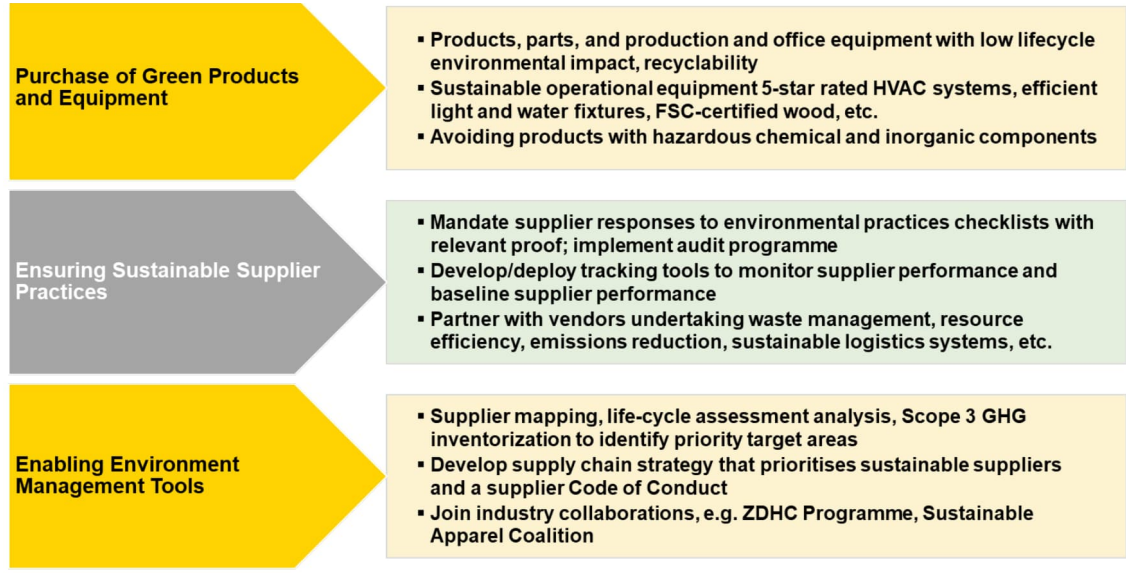 Purchase of Green Products
and Equipment
▪ Products, parts, and production and office equipment with low lifecycle
environmental impact, recyclability
▪ Sustainable operational equipment 5-star rated HVAC systems, efficient
light and water fixtures, FSC-certified wood, etc.
▪ Avoiding products with hazardous chemical and inorganic components
Ensuring Sustainable Supplier
Practices
▪ Mandate supplier responses to environmental practices checklists with
relevant proof; implement audit programme
▪ Develop/deploy tracking tools to monitor supplier performance and
baseline supplier performance
▪ Partner with vendors undertaking waste management, resource
efficiency, emissions reduction, sustainable logistics systems, etc.
Enabling Environment
Management Tools
▪ Supplier mapping, life-cycle assessment analysis, Scope 3 GHG
inventorization to identify priority target areas
▪ Develop supply chain strategy that prioritises sustainable suppliers
and a supplier Code of Conduct
▪ Join industry collaborations, e.g. ZDHC Programme, Sustainable
Apparel Coalition